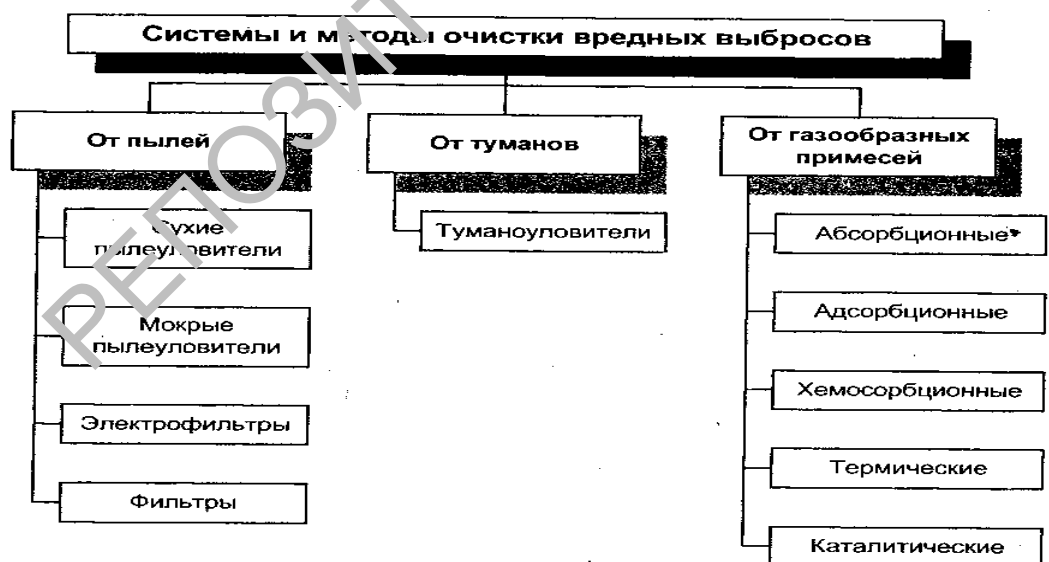 Системы и методы очистки вредных выбросов
От пылей
Сухие
пылеуловители
Мокрые
пылеуловители
Электрофильтры
Фильтры
От туманов
Туманоуловители
От газообразных
примесей
Абсорбционные
Адсорбционные
Хемосорбционные
Термические
Каталитические
РЕПОЗИТ